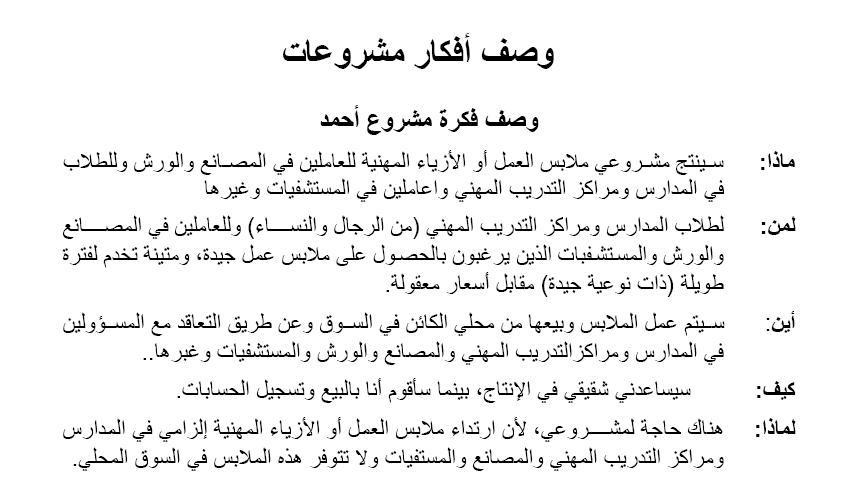 وصف أفكار مشروعات
وصف فكرة مشروع أحمد
ماذا: سينتج مشروعي ملابس العمل أو الأزياء المهنية للعاملين في المصانع والورش وللطلاب
في المدارس ومراكز التدريب المهني واعاملين في المستشفيات وغيرها
لمن: لطلاب المدارس ومراكز التدريب المهني (من الرجال والنساء) وللعاملين في المصانع
والورش والمستشفبات الذين يرغبون بالحصول على ملابس عمل جيدة، ومتينة تخدم لفترة
طويلة (ذات نوعية جيدة) مقابل أسعار معقولة.
أين: سيتم عمل الملابس وبيعها من محلي الكائن في السوق وعن طريق التعاقد مع المسؤولين
في المدارس ومراكزالتدريب المهني والمصانع والورش والمستشفيات وغبرها..
كيف: سيساعدني شقيقي في الإنتاج، بينما سأقوم أنا بالبيع وتسجيل الحسابات.
لماذا: هناك حاجة لمشروعي، لأن ارتداء ملابس العمل أو الأزياء المهنية إلزامي في المدارس
ومراكز التدريب المهني والمصانع والمستفيات ولا تتوفر هذه الملابس في السوق المحلي.